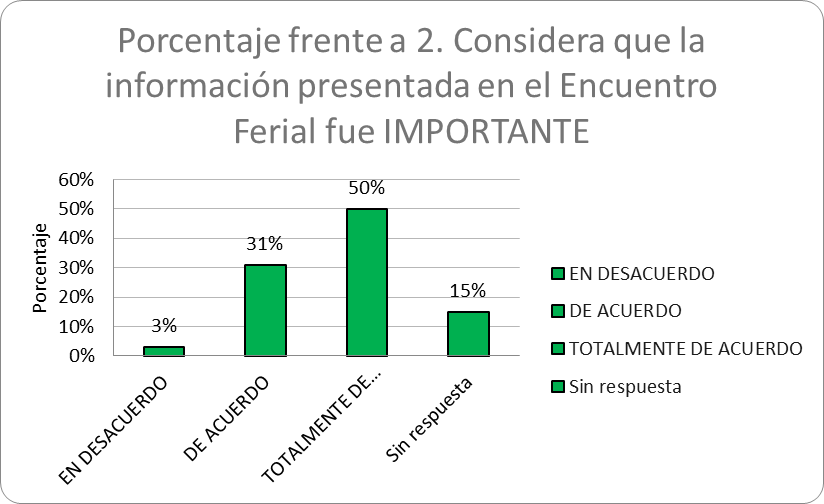 Porcentaje frente a 2. Considera que la
información presentada en el Encuentro
Ferial fue IMPORTANTE
Porcentaje
60%
50%
40%
30%
20%
10%
0%
3%
31%
50%
15%
EN DESACUERDO
DE ACUERDO
TOTALMENTE DE...
Sin respuesta
EN DESACUERDO
DE ACUERDO
TOTALMENTE DE ACUERDO
Sin respuesta